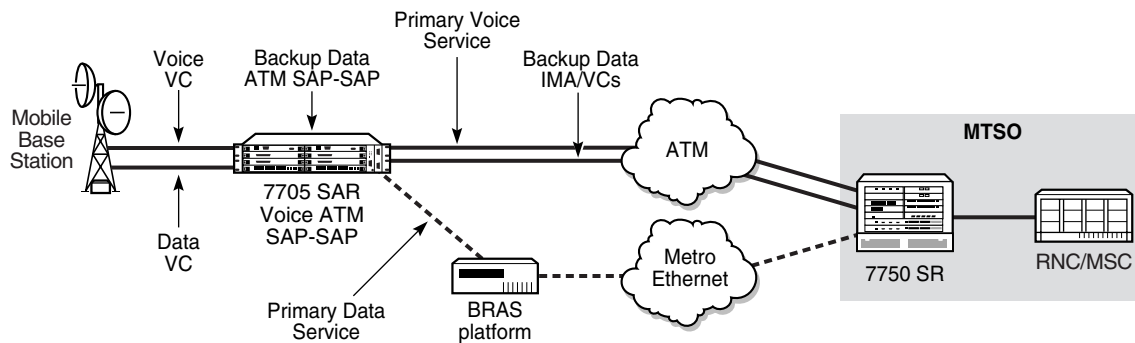 Primary Voice
Service
Voice
VC
Backup Data
ATM SAP-SAP
Backup Data
IMA/VCs
Mobile
Base
Station
ATM
MTSO
7705 SAR
Voice ATM
SAP-SAP
Data
VC
Metro
Ethernet
7750 SR
RNC/MSC
Primary Data
Service
BRAS
platform